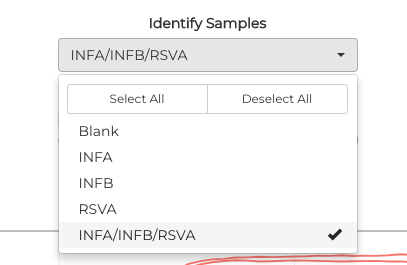 Identify Samples
INFA/INFB/RSVA
Select All
Deselect All
Blank
INFA
INFB
RSVA
INFA/INFB/RSVA